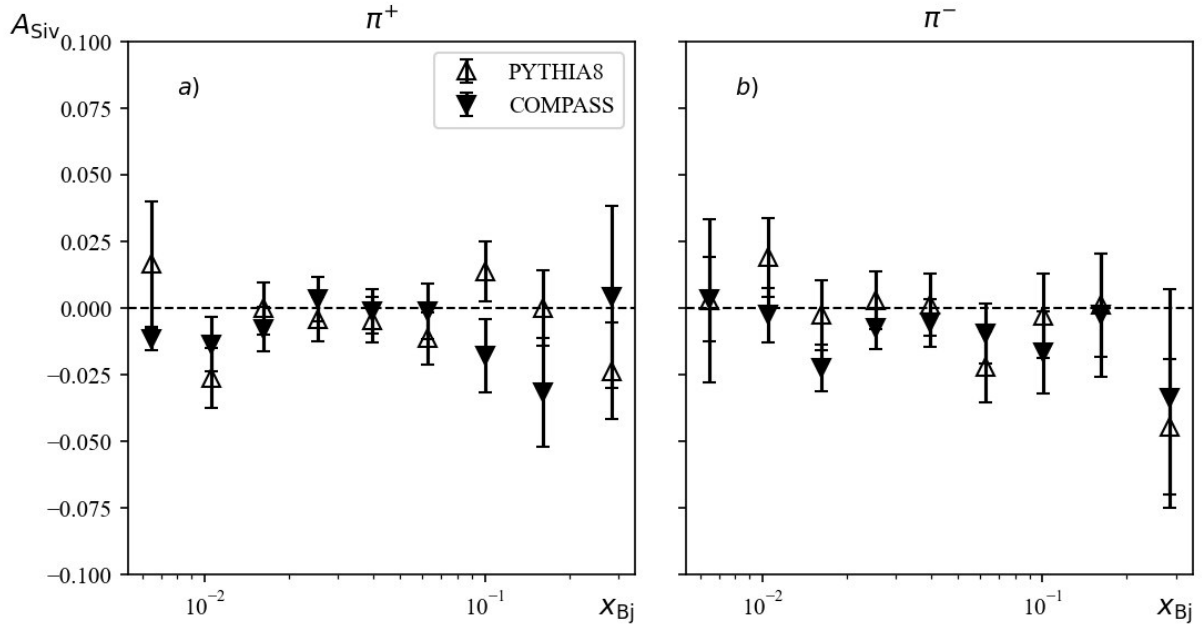 A_Siv
π⁺
π⁻
a)
PYTHIA8
COMPASS
b)
0.100
0.075
0.050
0.025
0.000
−0.025
−0.050
−0.075
−0.100
10⁻² 10⁻¹ x_Bj
10⁻² 10⁻¹ x_Bj